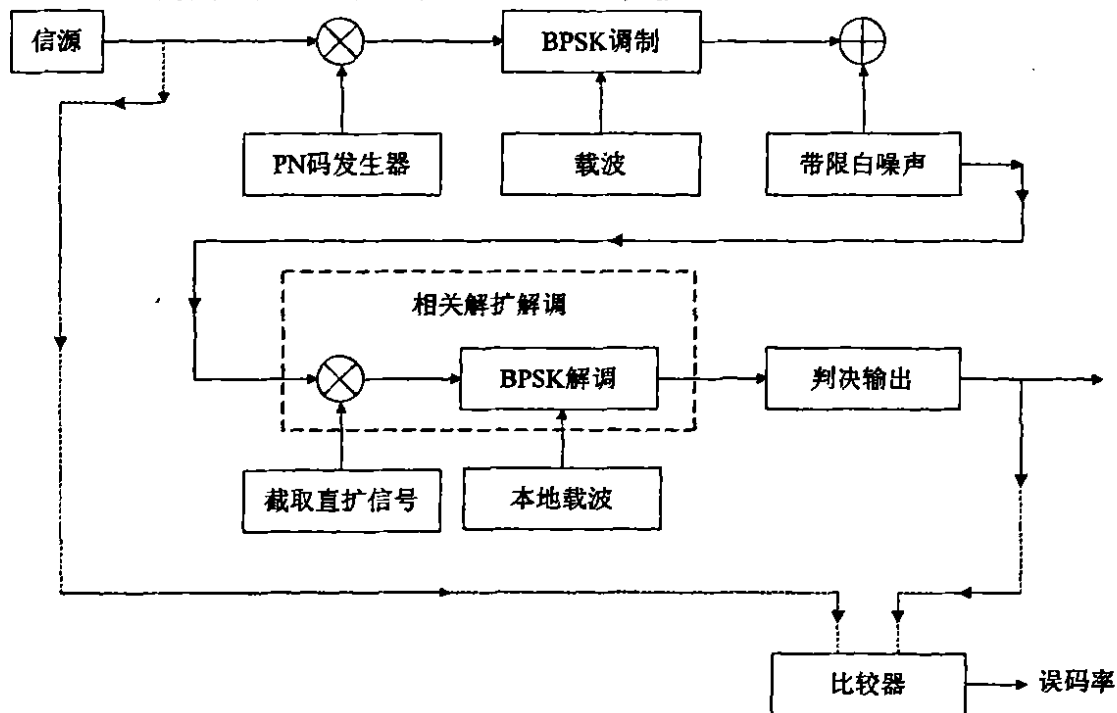 信源
BPSK调制
PN码发生器
载波
带限白噪声
相关解扩解调
BPSK解调
判决输出
截取直扩信号
本地载波
比较器
误码率